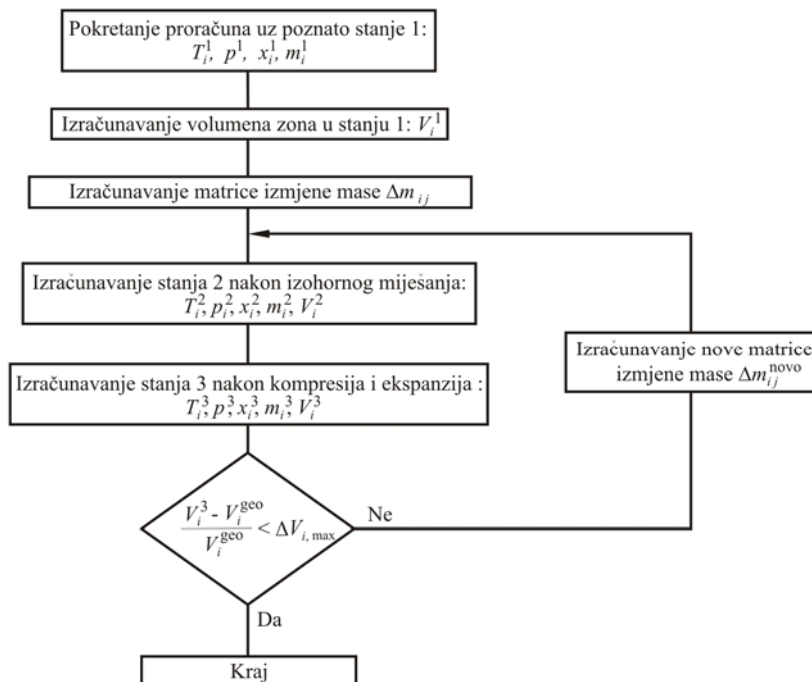 Pokretanje proračuna uz poznato stanje 1:
T_i^1, p^1, x_i^1, m_i^1
Izračunavanje volumena zona u stanju 1: V_i^1
Izračunavanje matrice izmjene mase Δm_ij
Izračunavanje stanja 2 nakon izohornog miješanja:
T_i^2, p_i^2, x_i^2, m_i^2, V_i^2
Izračunavanje nove matrice
izmjene mase Δm_ij^novo
Izračunavanje stanja 3 nakon kompresija i ekspanzija :
T_i^3, p^3, x_i^3, m_i^3, V_i^3
V_i^3 - V_i^geo
V_i^geo
< ΔV_i, max
Ne
Da
Kraj